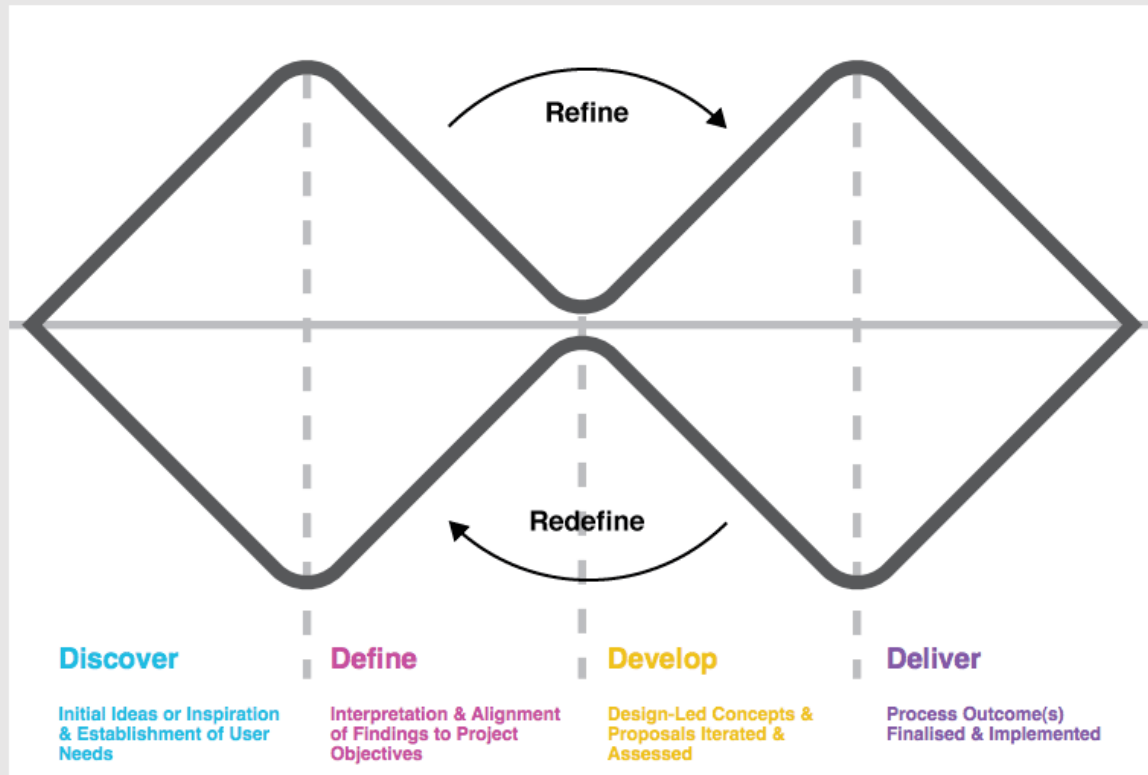 Refine
Redefine
Discover
Initial Ideas or Inspiration
& Establishment of User
Needs
Define
Interpretation & Alignment
of Findings to Project
Objectives
Develop
Design-Led Concepts &
Proposals Iterated &
Assessed
Deliver
Process Outcome(s)
Finalised & Implemented